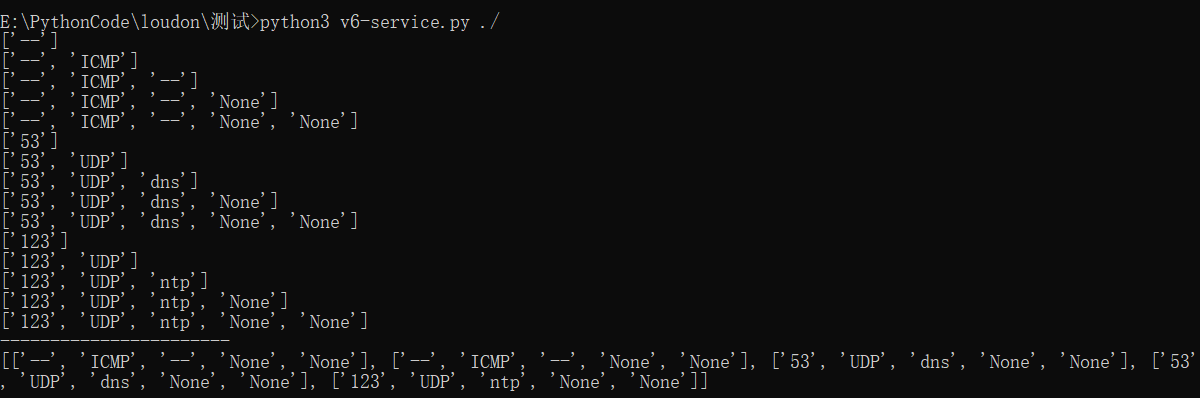 E:\PythonCode\loudon\测试>python3 v6-service.py ./
['--']
['--', 'ICMP']
['--', 'ICMP', '--']
['--', 'ICMP', '--', 'None']
['--', 'ICMP', '--', 'None', 'None']
['53']
['53', 'UDP']
['53', 'UDP', 'dns']
['53', 'UDP', 'dns', 'None']
['53', 'UDP', 'dns', 'None', 'None']
['123']
['123', 'UDP']
['123', 'UDP', 'ntp']
['123', 'UDP', 'ntp', 'None']
['123', 'UDP', 'ntp', 'None', 'None']
-----------------------
[['--', 'ICMP', '--', 'None', 'None'], ['--', 'ICMP', '--', 'None', 'None'], ['53', 'UDP', 'dns', 'None', 'None'], ['53'
, 'UDP', 'dns', 'None', 'None'], ['123', 'UDP', 'ntp', 'None', 'None']]